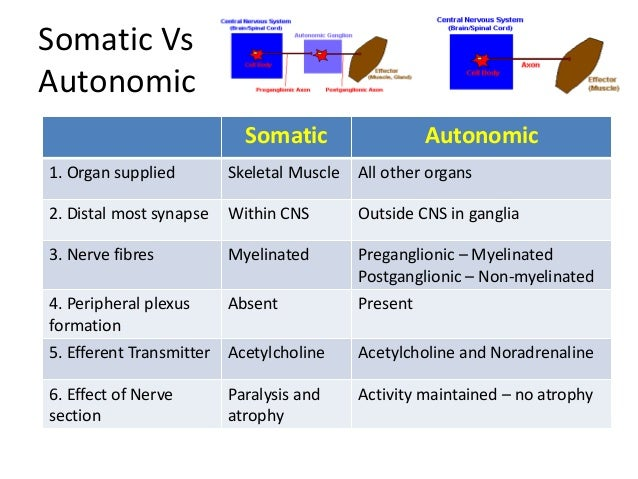 Somatic Vs
Autonomic
Central Nervous System
(Brain/Spinal Cord)
Autonomic Ganglion
Cell Body
Effector
(Muscle, Gland)
Preganglionic Axon
Postganglionic Axon
Central Nervous System
(Brain/Spinal Cord)
Axon
Cell Body
Effector
(Muscle)
Somatic
Autonomic
1. Organ supplied
Skeletal Muscle
All other organs
2. Distal most synapse
Within CNS
Outside CNS in ganglia
3. Nerve fibres
Myelinated
Preganglionic – Myelinated
Postganglionic – Non-myelinated
4. Peripheral plexus
formation
Absent
Present
5. Efferent Transmitter
Acetylcholine
Acetylcholine and Noradrenaline
6. Effect of Nerve
section
Paralysis and
atrophy
Activity maintained – no atrophy